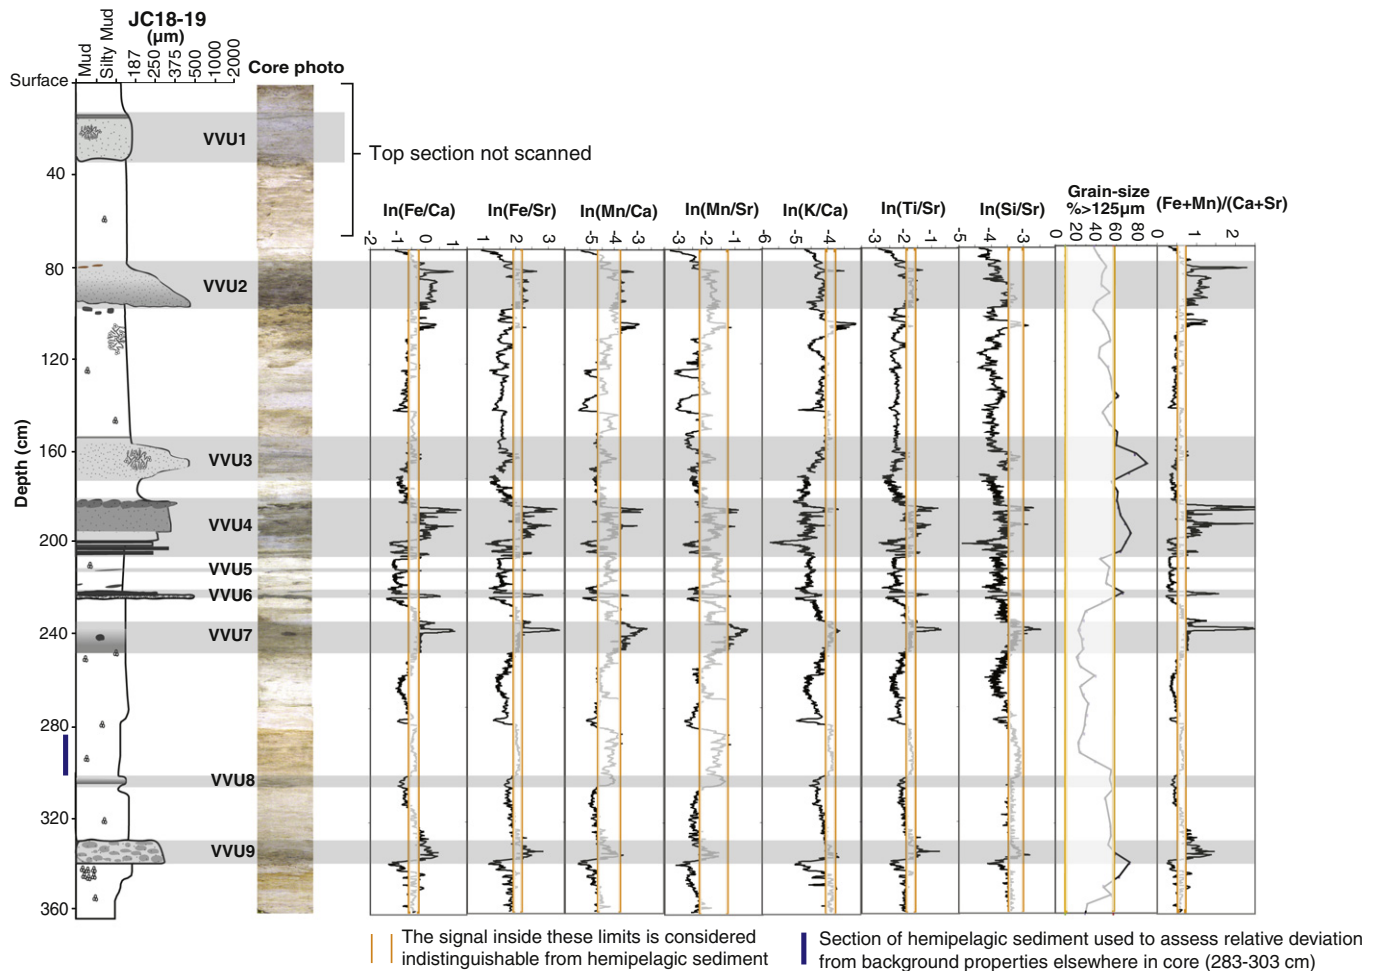 JC18-19
(µm)
Mud
Silty Mud
187
250
375
500
1000
2000
Core photo
Surface
VVU1
Top section not scanned
40
ln(Fe/Ca)
ln(Fe/Sr)
ln(Mn/Ca)
ln(Mn/Sr)
ln(K/Ca)
ln(Ti/Sr)
ln(Si/Sr)
Grain-size
%>125µm
(Fe+Mn)/(Ca+Sr)
-2 -1 0 1
1 2 3
-5 -4 -3
-3 -2 -1
-6 -5 -4
-3 -2 -1
-5 -4 -3
0 20 40 60 80
0 1 2
80
VVU2
120
Depth (cm)
160
VVU3
VVU4
200
VVU5
VVU6
240
VVU7
280
VVU8
320
VVU9
360
The signal inside these limits is considered
indistinguishable from hemipelagic sediment
Section of hemipelagic sediment used to assess relative deviation
from background properties elsewhere in core (283-303 cm)